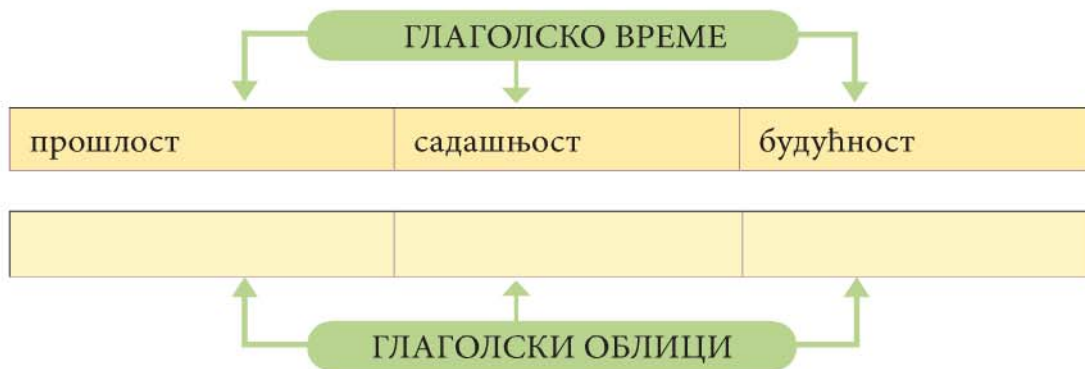 ГЛАГОЛСКО ВРЕМЕ
прошлост садашњост будућност
ГЛАГОЛСКИ ОБЛИЦИ